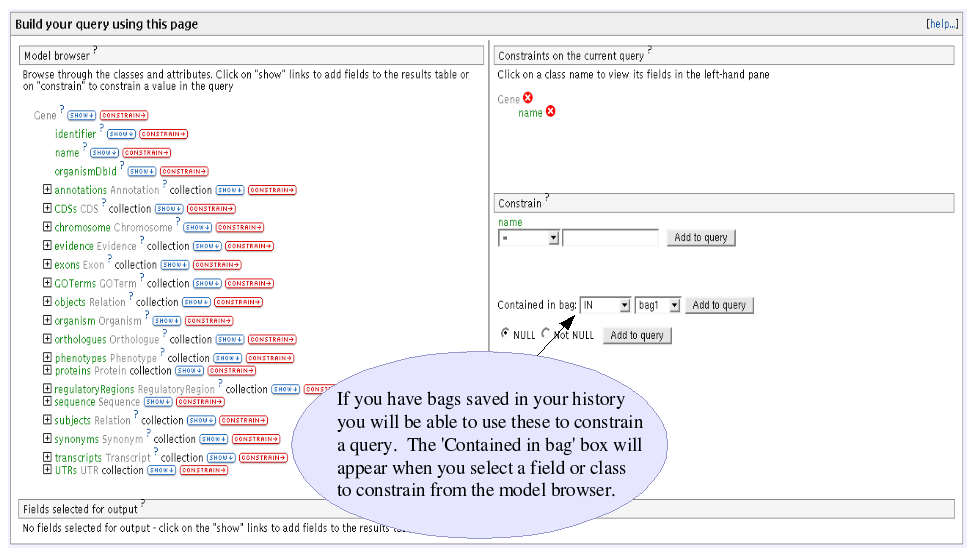 Build your query using this page
[help...]
Model browser ?
Browse through the classes and attributes. Click on "show" links to add fields to the results table or
on "constrain" to constrain a value in the query
Gene ? SHOW↓ CONSTRAIN→
identifier ? SHOW↓ CONSTRAIN→
name ? SHOW↓ CONSTRAIN→
organismDbId ? SHOW↓ CONSTRAIN→
annotations Annotation ? collection SHOW↓ CONSTRAIN→
CDSs CDS ? collection SHOW↓ CONSTRAIN→
chromosome Chromosome ? SHOW↓ CONSTRAIN→
evidence Evidence ? collection SHOW↓ CONSTRAIN→
exons Exon ? collection SHOW↓ CONSTRAIN→
GOTerms GOTerm ? collection SHOW↓ CONSTRAIN→
objects Relation ? collection SHOW↓ CONSTRAIN→
organism Organism ? SHOW↓ CONSTRAIN→
orthologues Orthologue ? collection SHOW↓ CONSTRAIN→
phenotypes Phenotype ? collection SHOW↓ CONSTRAIN→
proteins Protein collection SHOW↓ CONSTRAIN→
regulatoryRegions RegulatoryRegion ? collection SHOW↓
sequence Sequence SHOW↓ CONSTRAIN→
subjects Relation ? collection SHOW↓ CONSTRAIN→
synonyms Synonym ? collection SHOW↓ CONSTRAIN→
transcripts Transcript ? collection SHOW↓ CONSTRAIN→
UTRs UTR collection SHOW↓ CONSTRAIN→
Constraints on the current query ?
Click on a class name to view its fields in the left-hand pane
Gene
name
Constrain ?
name
= Add to query
Contained in bag: IN bag1 Add to query
NULL Not NULL Add to query
If you have bags saved in your history
you will be able to use these to constrain
a query. The 'Contained in bag' box will
appear when you select a field or class
to constrain from the model browser.
Fields selected for output ?
No fields selected for output - click on the "show" links to add fields to the results